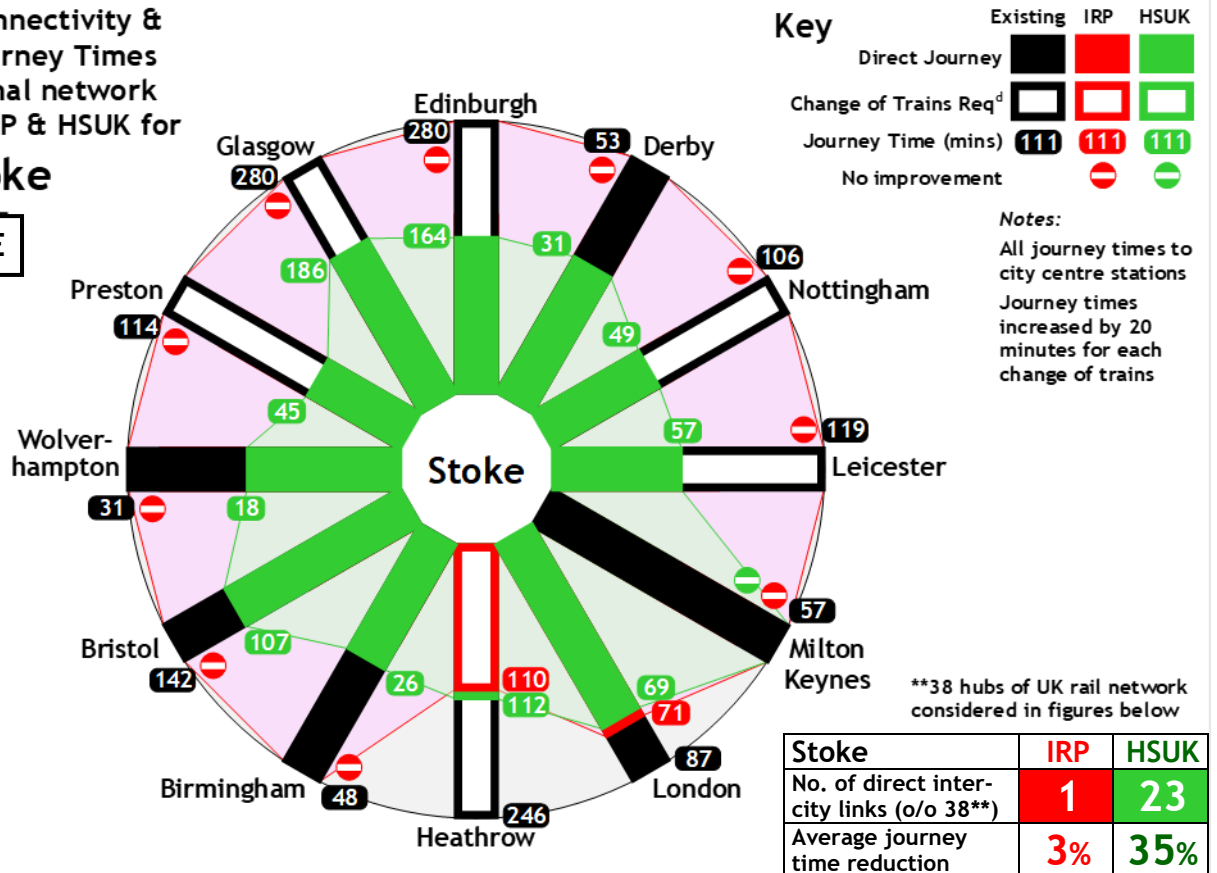 nnectivity &
rney Times
nal network
P & HSUK for
ke
E
Key
Existing IRP HSUK
Direct Journey
Change of Trains Reqd
Journey Time (mins) 111 111 111
No improvement
Notes:
All journey times to
city centre stations
Journey times
increased by 20
minutes for each
change of trains
Edinburgh
280
164
Derby
53
31
Nottingham
106
49
Leicester
119
57
Milton
Keynes
57
London
87
71
69
Heathrow
246
110
112
Birmingham
48
26
Bristol
142
107
Wolver-
hampton
31
18
Preston
114
45
Glasgow
280
186
Stoke
**38 hubs of UK rail network
considered in figures below
Stoke IRP HSUK
No. of direct inter-
city links (o/o 38**) 1 23
Average journey
time reduction 3% 35%